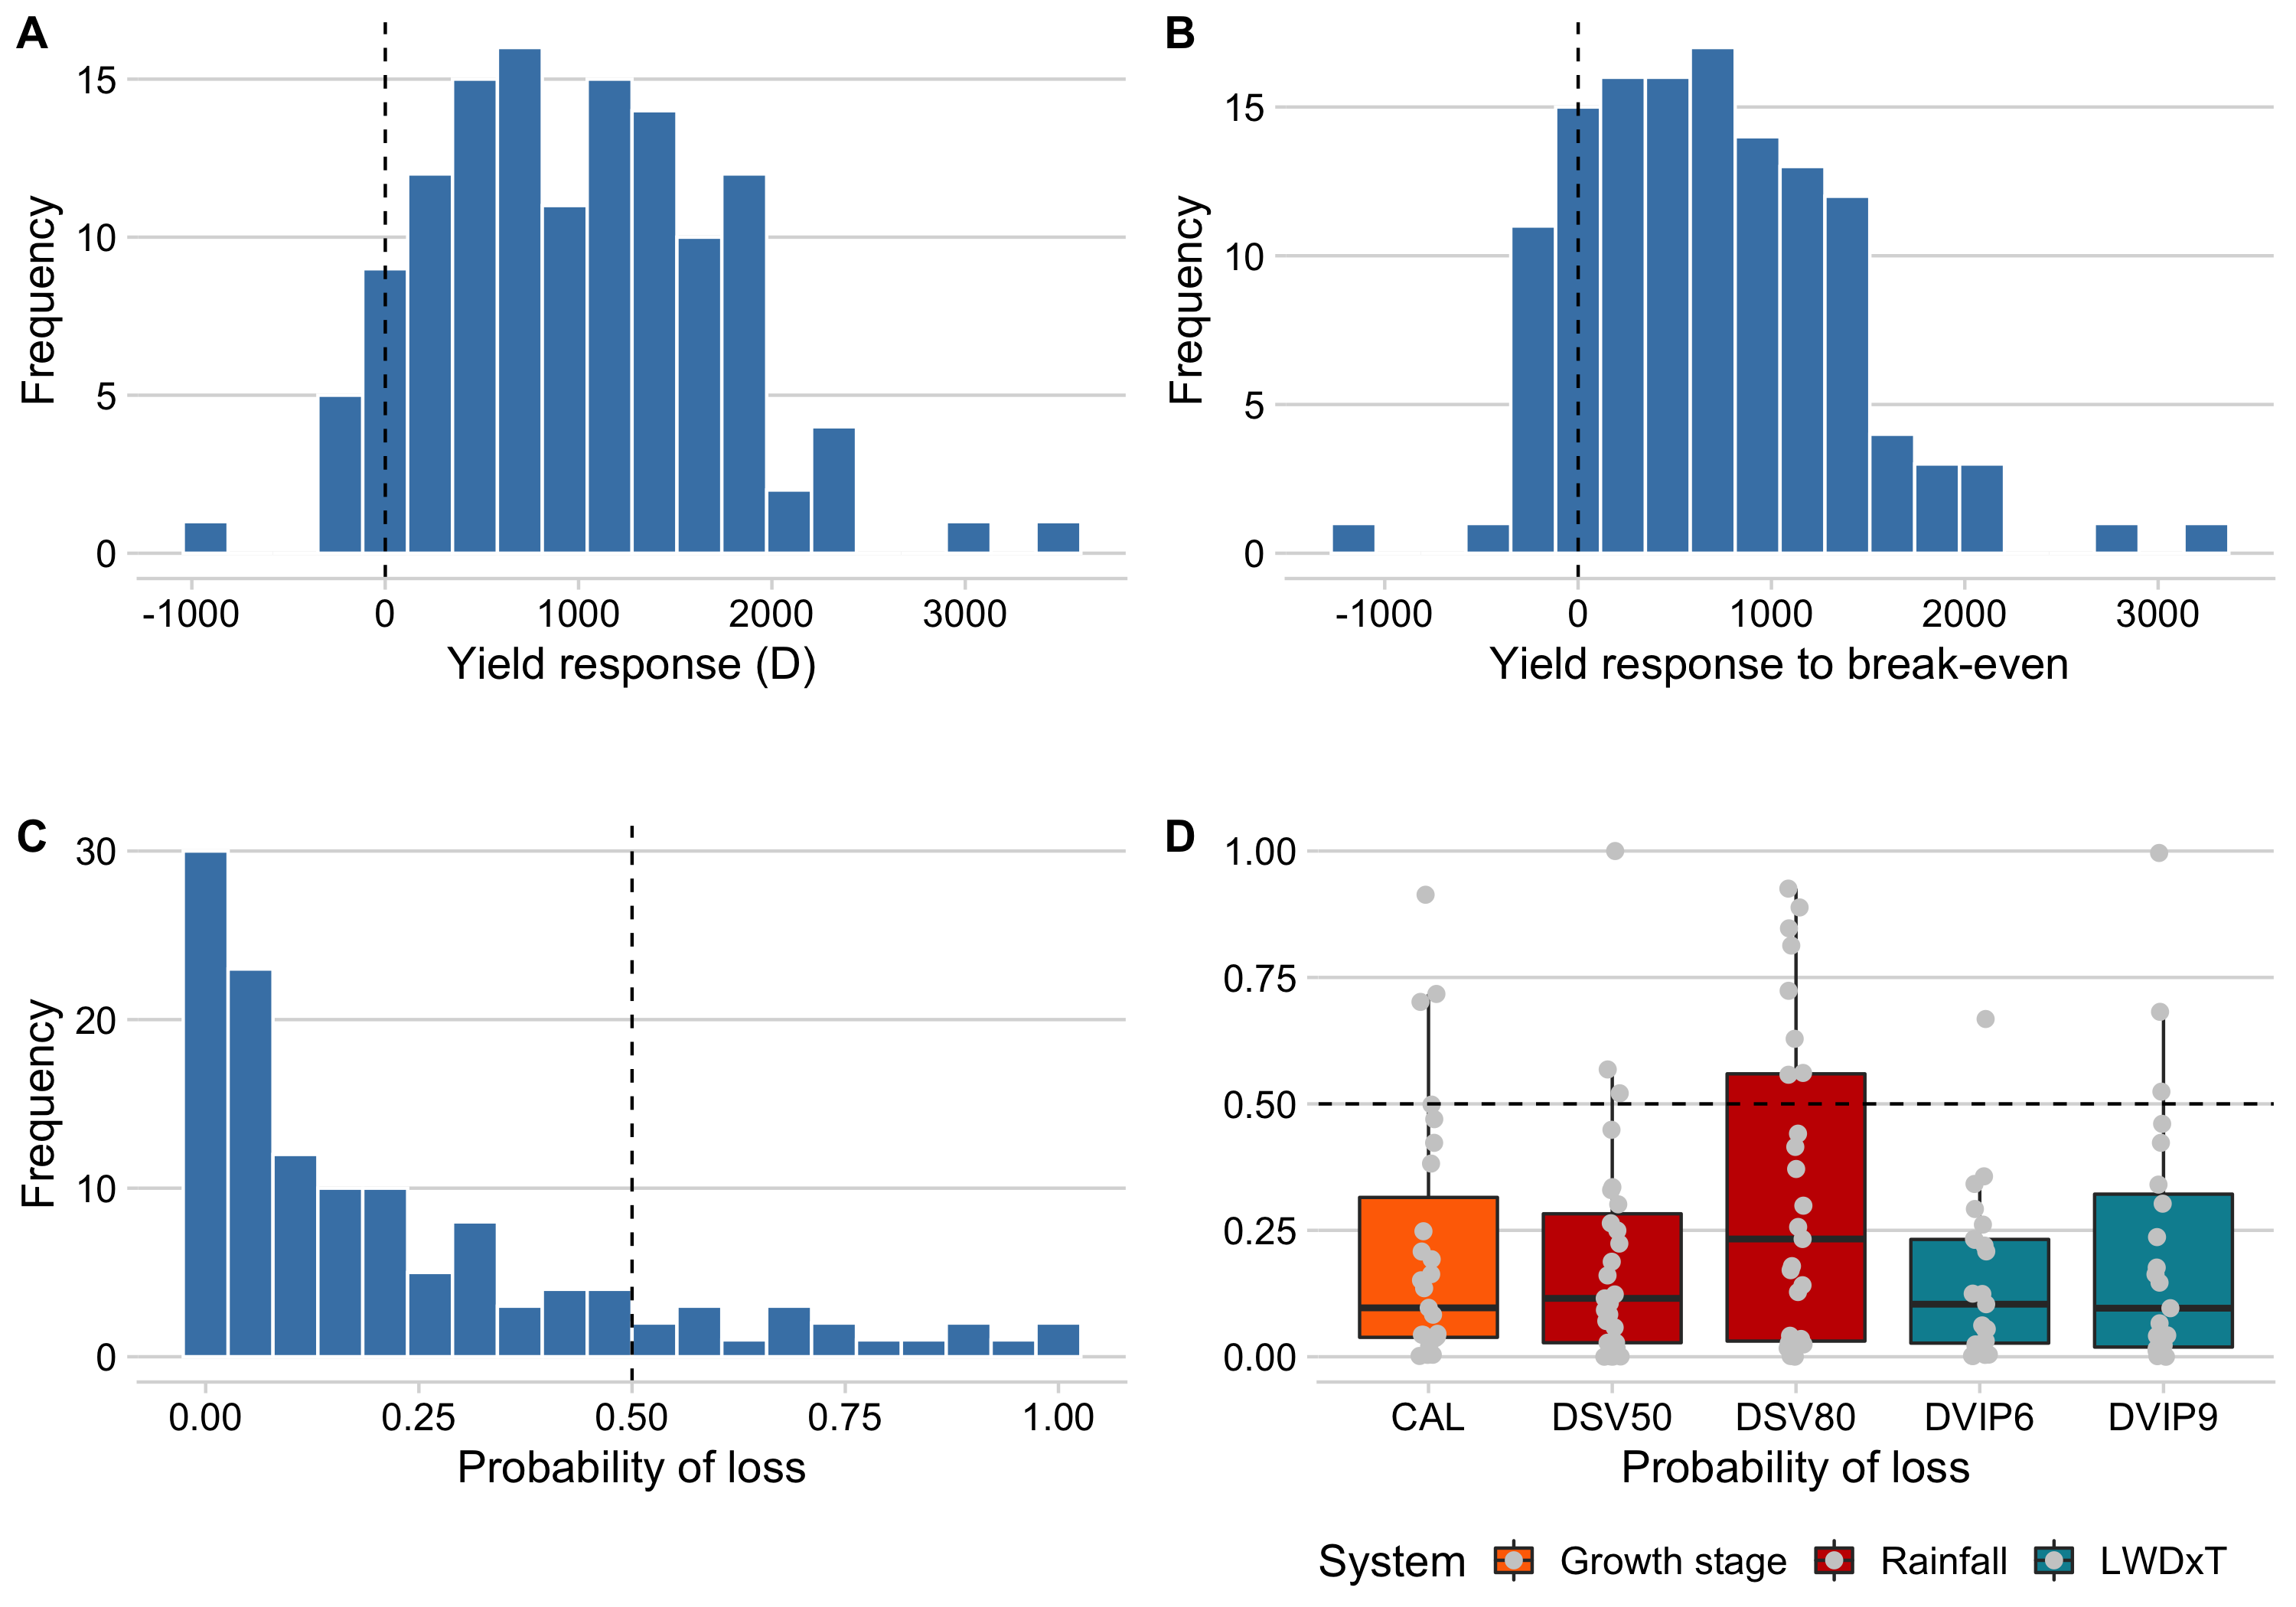 A
Frequency
15
10
5
0
-1000 0 1000 2000 3000
Yield response (D)
B
Frequency
15
10
5
0
-1000 0 1000 2000 3000
Yield response to break-even
C
Frequency
30
20
10
0
0.00 0.25 0.50 0.75 1.00
Probability of loss
D
1.00
0.75
0.50
0.25
0.00
CAL DSV50 DSV80 DVIP6 DVIP9
Probability of loss
System Growth stage Rainfall LWDxT